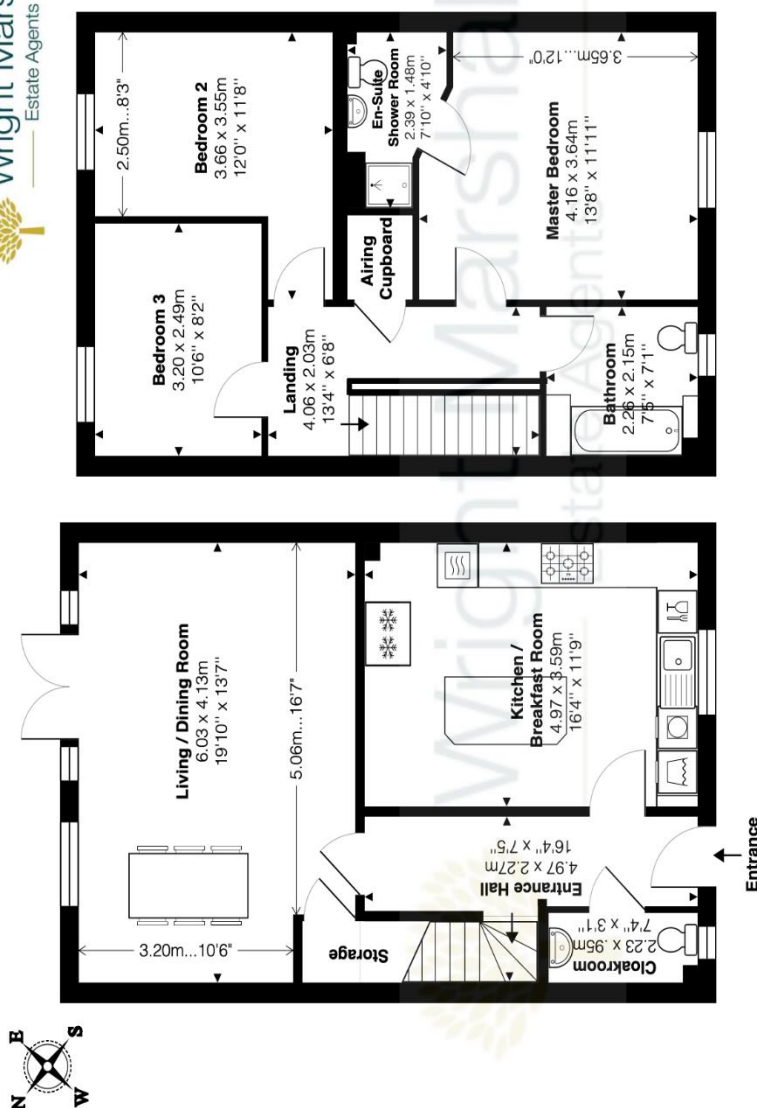 Wright Mars
Estate Agents
N
E
S
W
Living / Dining Room
6.03 x 4.13m
19'10" x 13'7"
5.06m...16'7"
3.20m...10'6"
Storage
Kitchen /
Breakfast Room
4.97 x 3.59m
16'4" x 11'9"
Entrance Hall
4.97 x 2.27m
16'4" x 7'5"
Cloakroom
2.23 x .95m
7'4" x 3'1"
Entrance
Bedroom 3
3.20 x 2.49m
10'6" x 8'2"
2.50m...8'3"
Bedroom 2
3.66 x 3.55m
12'0" x 11'8"
Landing
4.06 x 2.03m
13'4" x 6'8"
Airing
Cupboard
En-Suite
Shower Room
2.39 x 1.48m
7'10" x 4'10"
3.65m...12'0"
Master Bedroom
4.16 x 3.64m
13'8" x 11'11"
Bathroom
2.26 x 2.15m
7'5" x 7'1"
Wright Marshal
Estate Agents